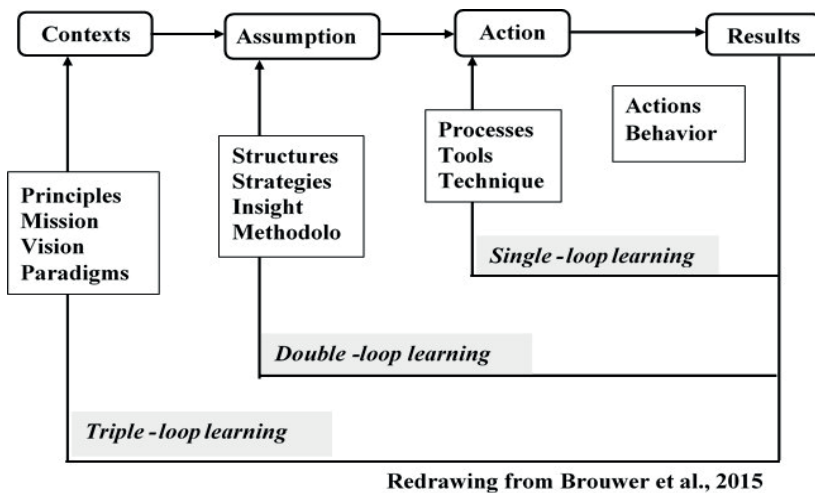 Contexts
Assumption
Action
Results
Principles
Mission
Vision
Paradigms
Structures
Strategies
Insight
Methodolo
Processes
Tools
Technique
Actions
Behavior
Single -loop learning
Double -loop learning
Triple -loop learning
Redrawing from Brouwer et al., 2015